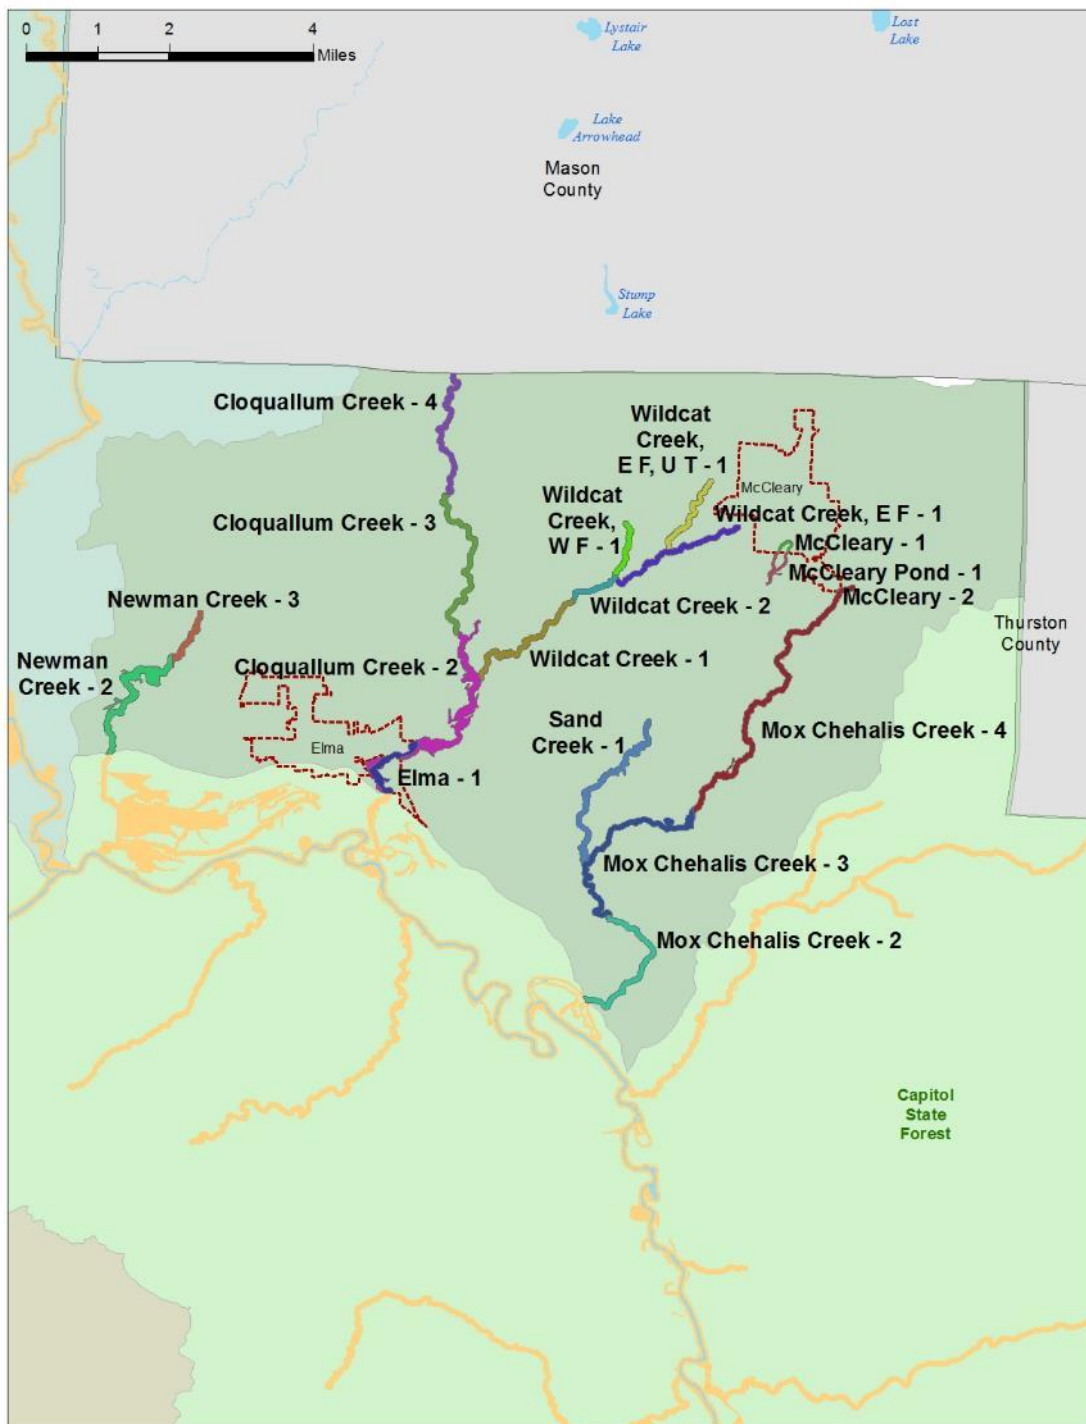 0 1 2 4
Miles
Lystair
Lake
Lost
Lake
Lake
Arrowhead
Mason
County
Stump
Lake
Cloquallum Creek - 4
Wildcat
Creek,
E F, U T - 1
McCleary
Wildcat
Creek,
W F - 1
Wildcat Creek, E F - 1
Cloquallum Creek - 3
McCleary - 1
McCleary Pond - 1
McCleary - 2
Newman Creek - 3
Wildcat Creek - 2
Thurston
County
Newman
Creek - 2
Cloquallum Creek - 2
Wildcat Creek - 1
Sand
Creek - 1
Mox Chehalis Creek - 4
Elma
Elma - 1
Mox Chehalis Creek - 3
Mox Chehalis Creek - 2
Capitol
State
Forest